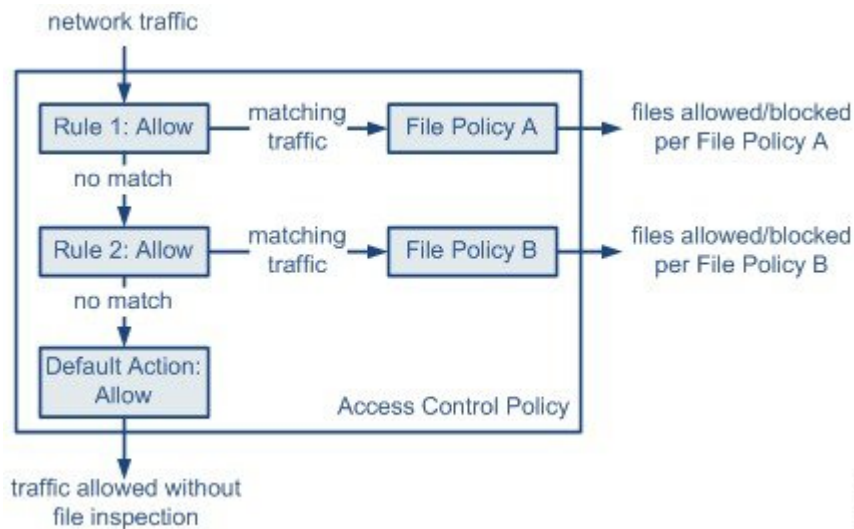 network traffic
Rule 1: Allow
matching
traffic
File Policy A
files allowed/blocked
per File Policy A
no match
Rule 2: Allow
matching
traffic
File Policy B
files allowed/blocked
per File Policy B
no match
Default Action:
Allow
Access Control Policy
traffic allowed without
file inspection